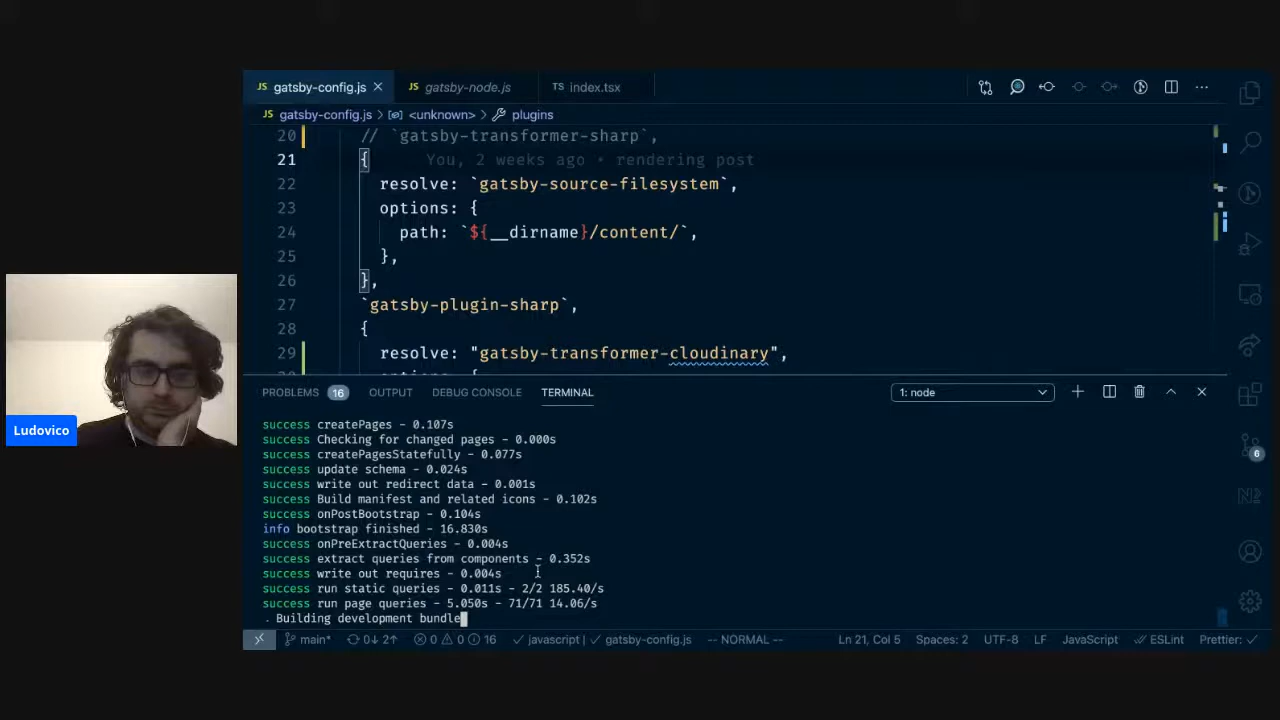 JS gatsby-config.js
JS gatsby-node.js
TS index.tsx
JS gatsby-config.js > <unknown> > plugins
20 // `gatsby-transformer-sharp`,
21 { You, 2 weeks ago • rendering post
22 resolve: `gatsby-source-filesystem`,
23 options: {
24 path: `${__dirname}/content/`,
25 },
26 },
27 `gatsby-plugin-sharp`,
28 {
29 resolve: "gatsby-transformer-cloudinary",
PROBLEMS 16 OUTPUT DEBUG CONSOLE TERMINAL 1: node
success createPages - 0.107s
success Checking for changed pages - 0.000s
success createPagesStatefully - 0.077s
success update schema - 0.024s
success write out redirect data - 0.001s
success Build manifest and related icons - 0.102s
success onPostBootstrap - 0.104s
info bootstrap finished - 16.830s
success onPreExtractQueries - 0.004s
success extract queries from components - 0.352s
success write out requires - 0.004s
success run static queries - 0.011s - 2/2 185.40/s
success run page queries - 5.050s - 71/71 14.06/s
. Building development bundle
main* 0↓ 2↑ 0 0 16 javascript | gatsby-config.js -- NORMAL -- Ln 21, Col 5 Spaces: 2 UTF-8 LF JavaScript ESLint Prettier:
Ludovico
6